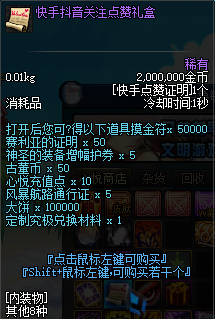 快手抖音关注点赞礼盒
稀有
0.01kg
2,000,000金币
[快手点赞证明]1个
消耗品
冷却时间1秒
打开后您可?得以下道具摸金符 x 50000
赛利亚的证明 x 50
神圣的装备增幅护券 x 5
古董币 x 50
心悦充值点 x 10
风暴航路通行证 x 5
大饼 x 100000
定制究极兑换材料 x 1
『点击鼠标左键可购买』
『Shift+鼠标左键,可购买若干个』
[内装物]
其他8种